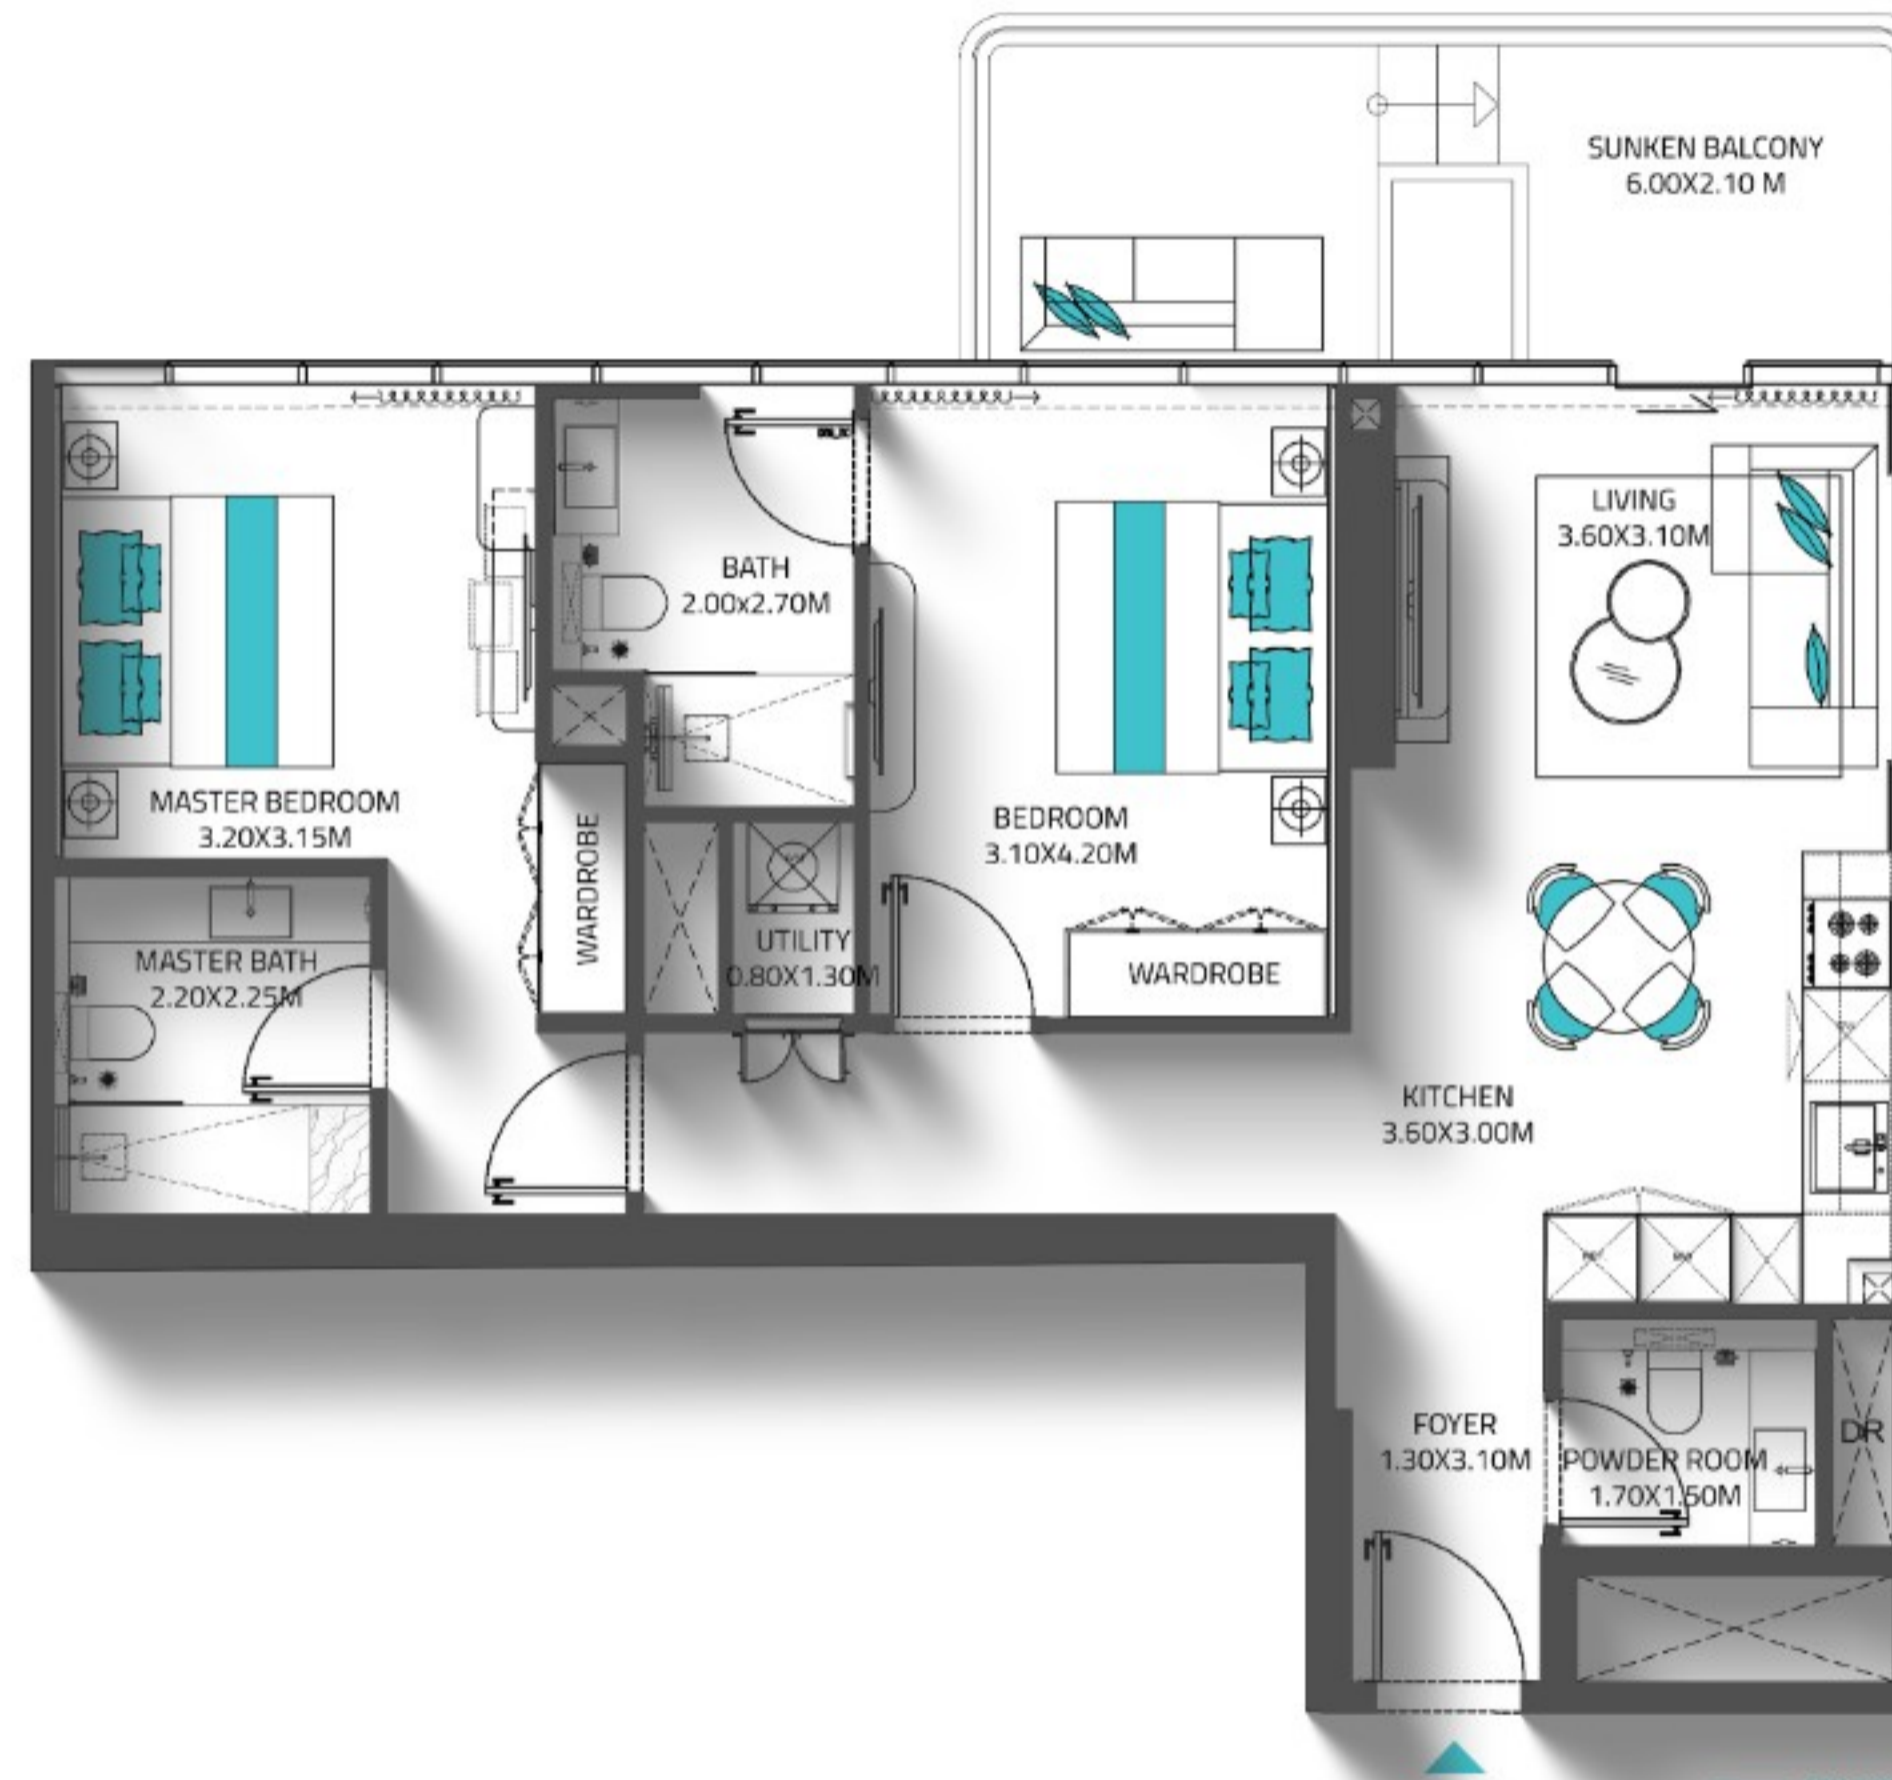 SUNKEN BALCONY
6.00X2.10 M
LIVING
3.60X3.10M
BATH
2.00x2.70M
MASTER BEDROOM
3.20X3.15M
WARDROBE
BEDROOM
3.10X4.20M
UTILITY
0.80X1.30M
WARDROBE
MASTER BATH
2.20X2.25M
KITCHEN
3.60X3.00M
FOYER
1.30X3.10M
POWDER ROOM
1.70X1.50M
DR